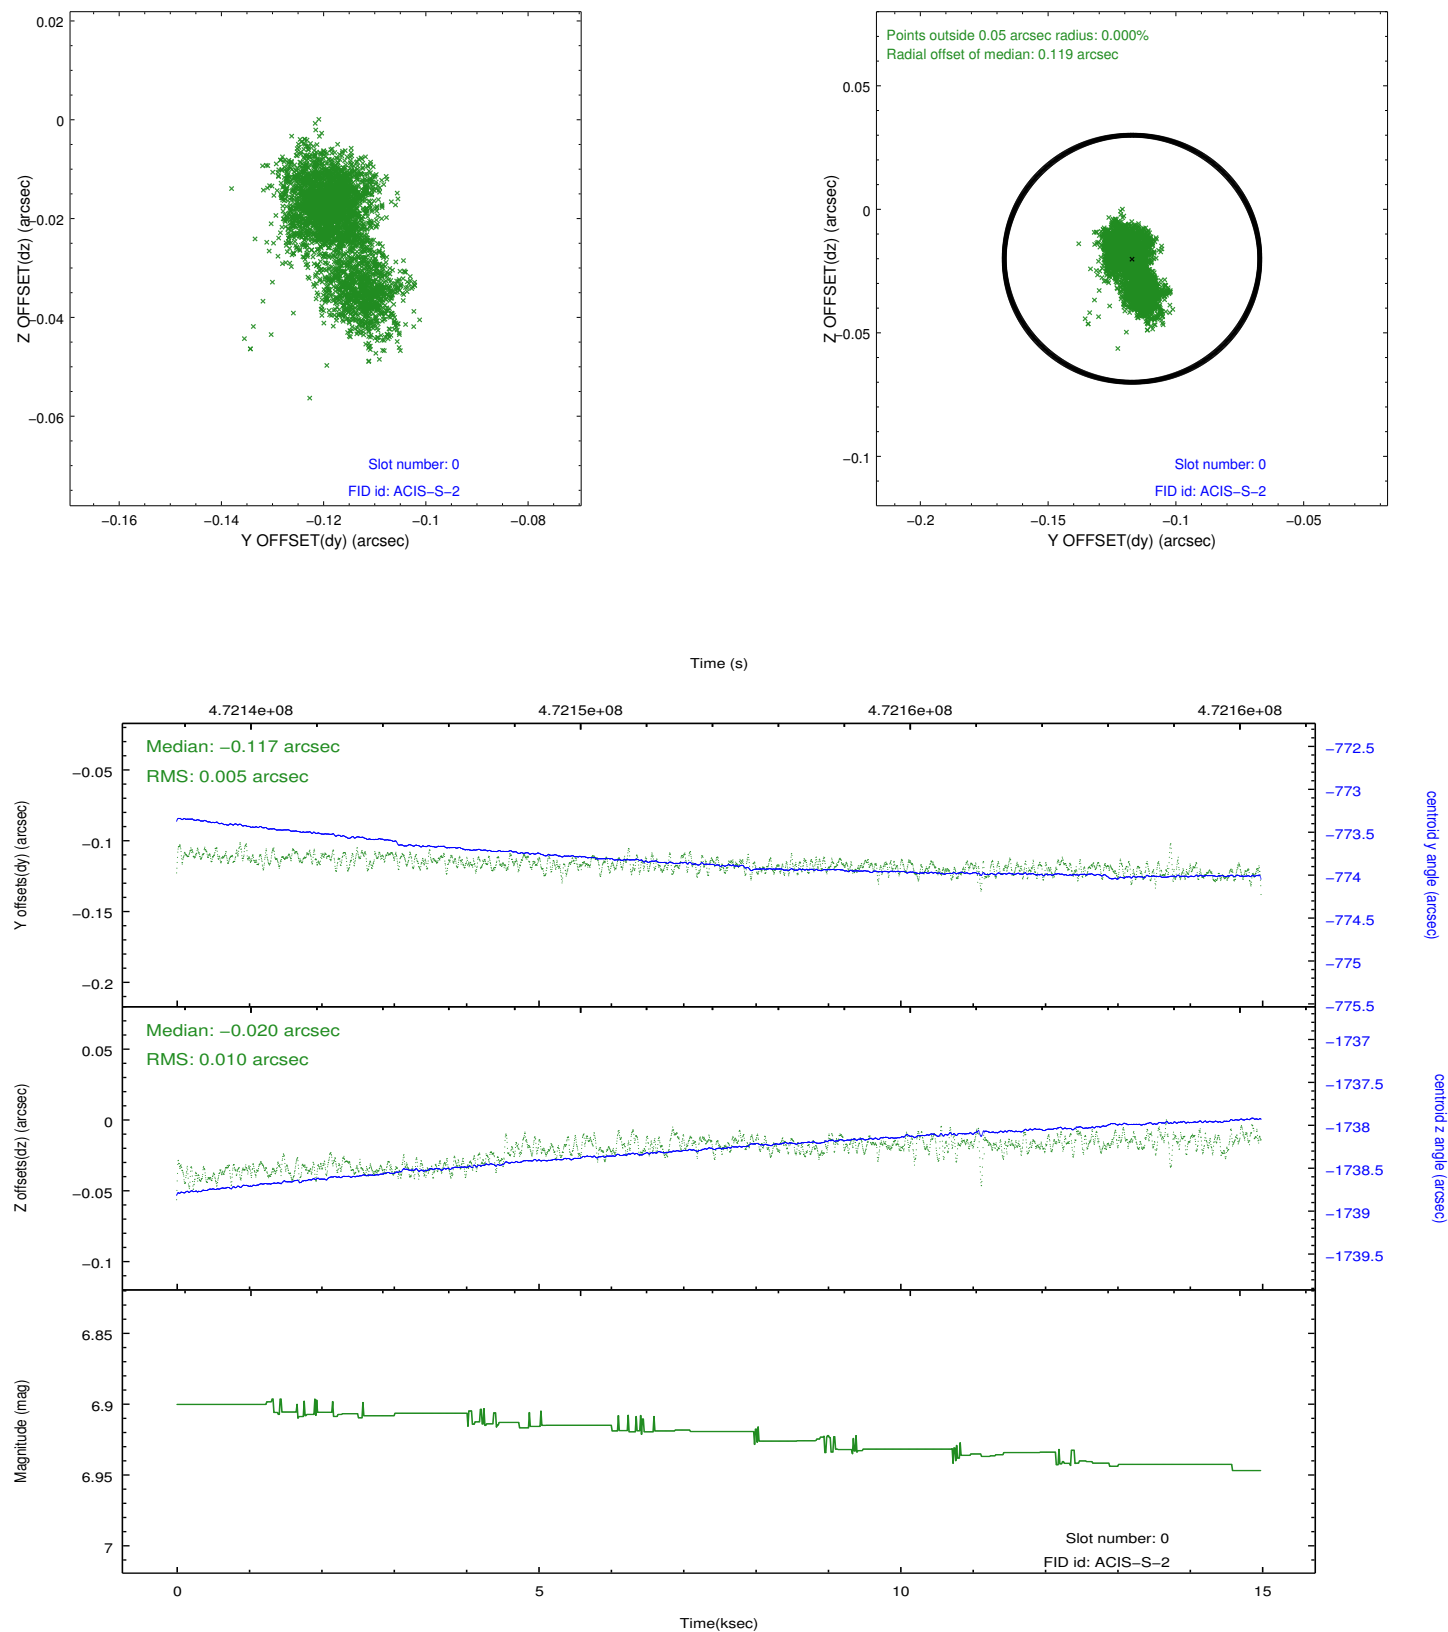 0.02
0
−0.02
−0.04
−0.06
Z OFFSET(dz) (arcsec)
Slot number: 0
FID id: ACIS−S−2
−0.16
−0.14
−0.12
−0.1
−0.08
Y OFFSET(dy) (arcsec)
Points outside 0.05 arcsec radius: 0.000%
Radial offset of median: 0.119 arcsec
0.05
0
−0.05
−0.1
Z OFFSET(dz) (arcsec)
Slot number: 0
FID id: ACIS−S−2
−0.2
−0.15
−0.1
−0.05
Y OFFSET(dy) (arcsec)
Time (s)
4.7214e+08
4.7215e+08
4.7216e+08
4.7216e+08
Median: −0.117 arcsec
RMS: 0.005 arcsec
−0.05
−0.1
−0.15
−0.2
Y offsets(dy) (arcsec)
−772.5
−773
−773.5
−774
−774.5
−775
−775.5
centroid y angle (arcsec)
Median: −0.020 arcsec
RMS: 0.010 arcsec
0.05
0
−0.05
−0.1
Z offsets(dz) (arcsec)
−1737
−1737.5
−1738
−1738.5
−1739
−1739.5
centroid z angle (arcsec)
6.85
6.9
6.95
7
Magnitude (mag)
Slot number: 0
FID id: ACIS−S−2
0
5
10
15
Time(ksec)